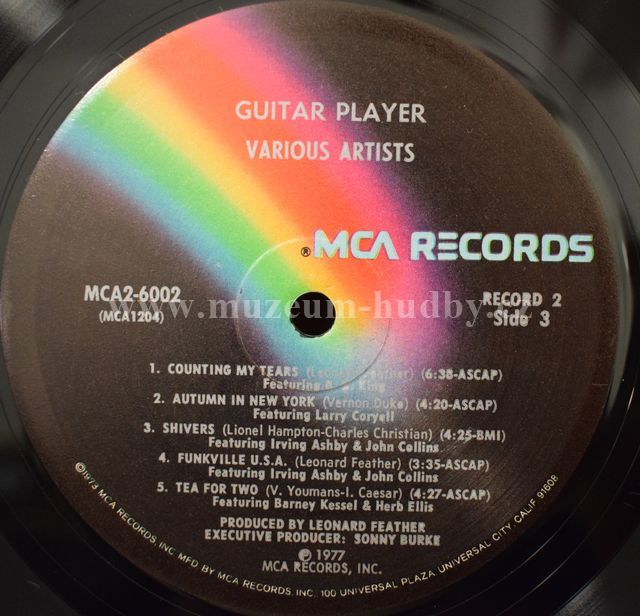 GUITAR PLAYER
VARIOUS ARTISTS
® MCA RECORDS
MCA2-6002
(MCA1204)
RECORD 2
Side 3
www.muzeum-hudby.cz
1. COUNTING MY TEARS (Leonard Feather) (6:38-ASCAP)
Featuring B. B. King
2. AUTUMN IN NEW YORK (Vernon Duke) (4:20-ASCAP)
Featuring Larry Coryell
3. SHIVERS (Lionel Hampton-Charles Christian) (4:25-BMI)
Featuring Irving Ashby & John Collins
4. FUNKVILLE U.S.A. (Leonard Feather) (3:35-ASCAP)
Featuring Irving Ashby & John Collins
5. TEA FOR TWO (V. Youmans-I. Caesar) (4:27-ASCAP)
Featuring Barney Kessel & Herb Ellis
PRODUCED BY LEONARD FEATHER
EXECUTIVE PRODUCER: SONNY BURKE
℗ 1977
MCA RECORDS, INC.
©1973 MCA RECORDS, INC. MFD BY MCA RECORDS, INC., 100 UNIVERSAL PLAZA, UNIVERSAL CITY, CALIF. 91608